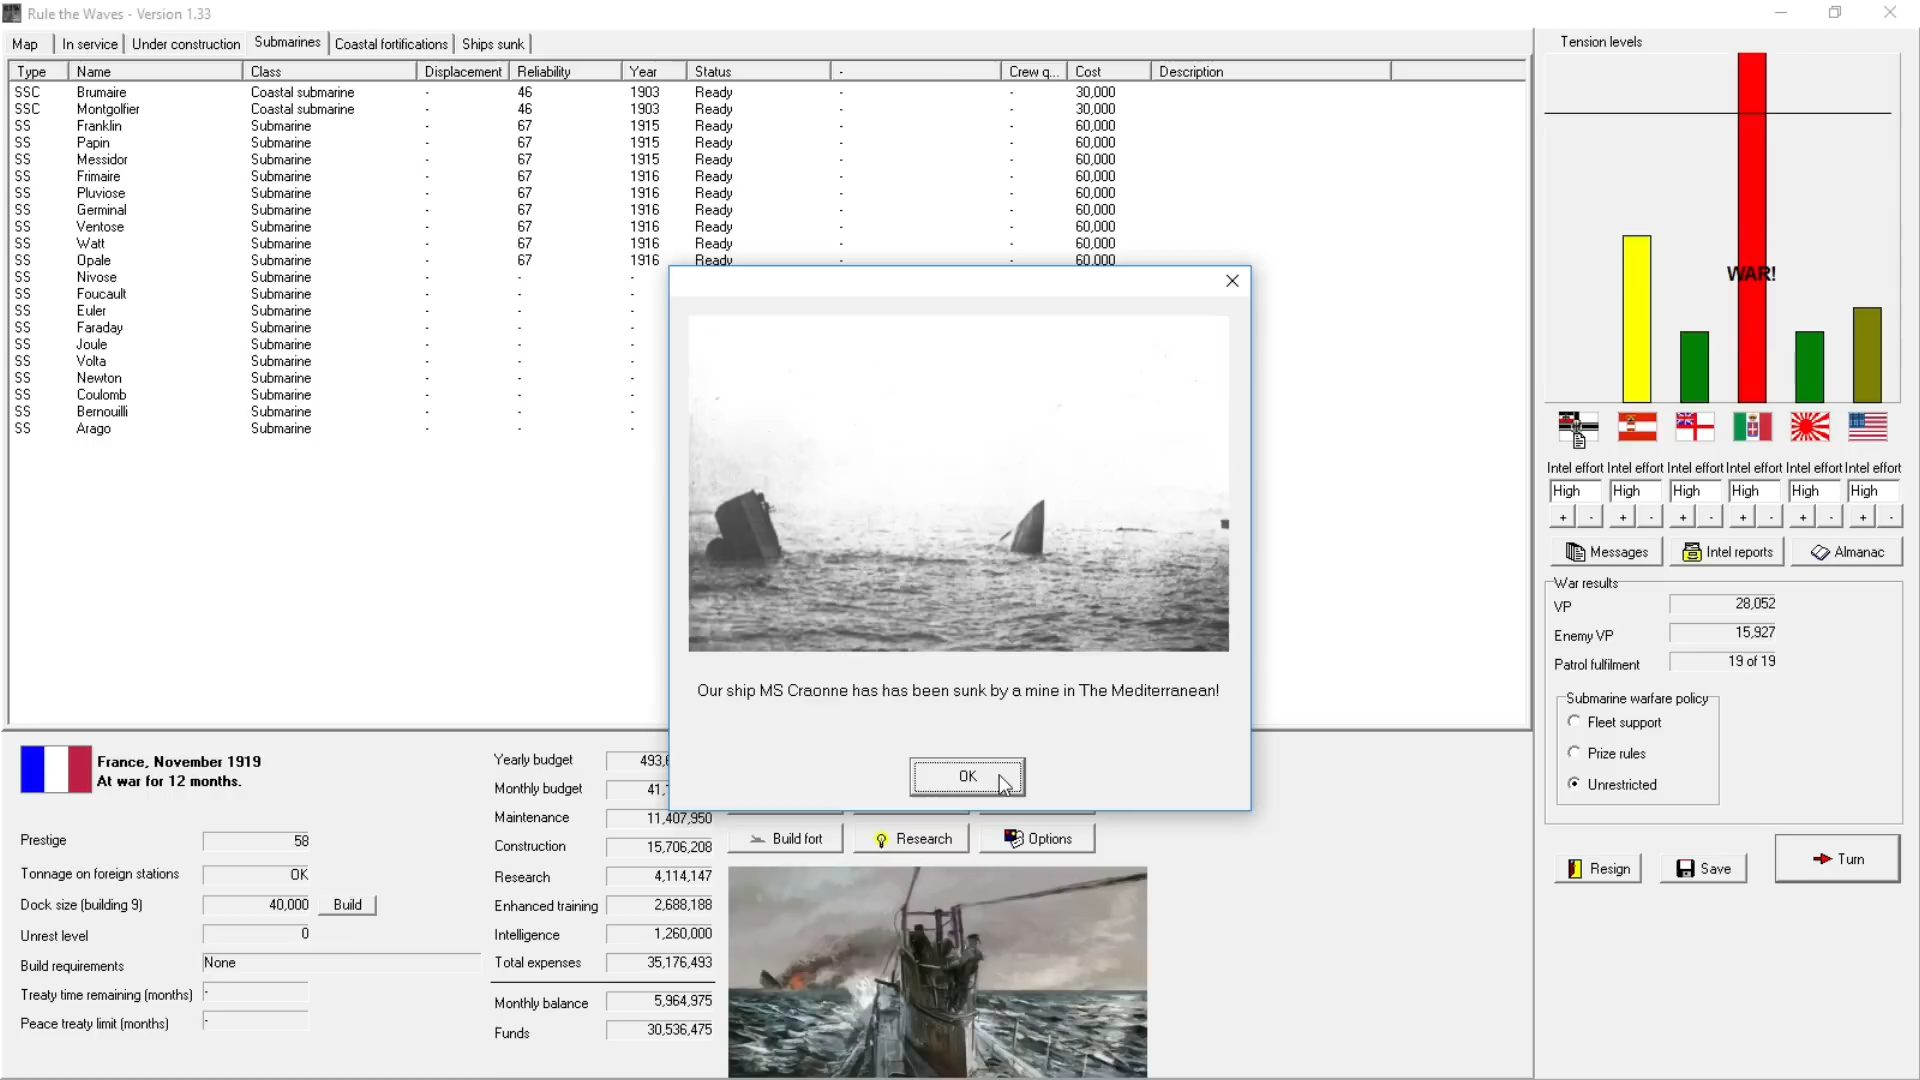 Rule the Waves - Version 1.33
Map In service Under construction Submarines Coastal fortifications Ships sunk
Type Name Class Displacement Reliability Year Status - Crew q... Cost Description
SSC Brumaire Coastal submarine - 46 1903 Ready - - 30,000
SSC Montgolfier Coastal submarine - 46 1903 Ready - - 30,000
SS Franklin Submarine - 67 1915 Ready - - 60,000
SS Papin Submarine - 67 1915 Ready - - 60,000
SS Messidor Submarine - 67 1915 Ready - - 60,000
SS Frimaire Submarine - 67 1916 Ready - - 60,000
SS Pluviose Submarine - 67 1916 Ready - - 60,000
SS Germinal Submarine - 67 1916 Ready - - 60,000
SS Ventose Submarine - 67 1916 Ready - - 60,000
SS Watt Submarine - 67 1916 Ready - - 60,000
SS Opale Submarine - 67 1916 Ready - - 60,000
SS Nivose Submarine - - -
SS Foucault Submarine - - -
SS Euler Submarine - - -
SS Faraday Submarine - - -
SS Joule Submarine - - -
SS Volta Submarine - - -
SS Newton Submarine - - -
SS Coulomb Submarine - - -
SS Bernouilli Submarine - - -
SS Arago Submarine - - -
Our ship MS Craonne has has been sunk by a mine in The Mediterranean!
OK
Tension levels
WAR!
Intel effort Intel effort Intel effort Intel effort Intel effort Intel effort
High High High High High High
+ - + - + - + - + - + -
Messages Intel reports Almanac
War results
VP 28,052
Enemy VP 15,927
Patrol fulfilment 19 of 19
Submarine warfare policy
Fleet support
Prize rules
Unrestricted
Resign Save Turn
France, November 1919
At war for 12 months.
Prestige 58
Tonnage on foreign stations OK
Dock size (building 9) 40,000 Build
Unrest level 0
Build requirements None
Treaty time remaining (months) -
Peace treaty limit (months) -
Yearly budget 493,
Monthly budget 41,
Maintenance 11,407,950
Construction 15,706,208
Research 4,114,147
Enhanced training 2,688,188
Intelligence 1,260,000
Total expenses 35,176,493
Monthly balance 5,964,975
Funds 30,536,475
Build fort Research Options